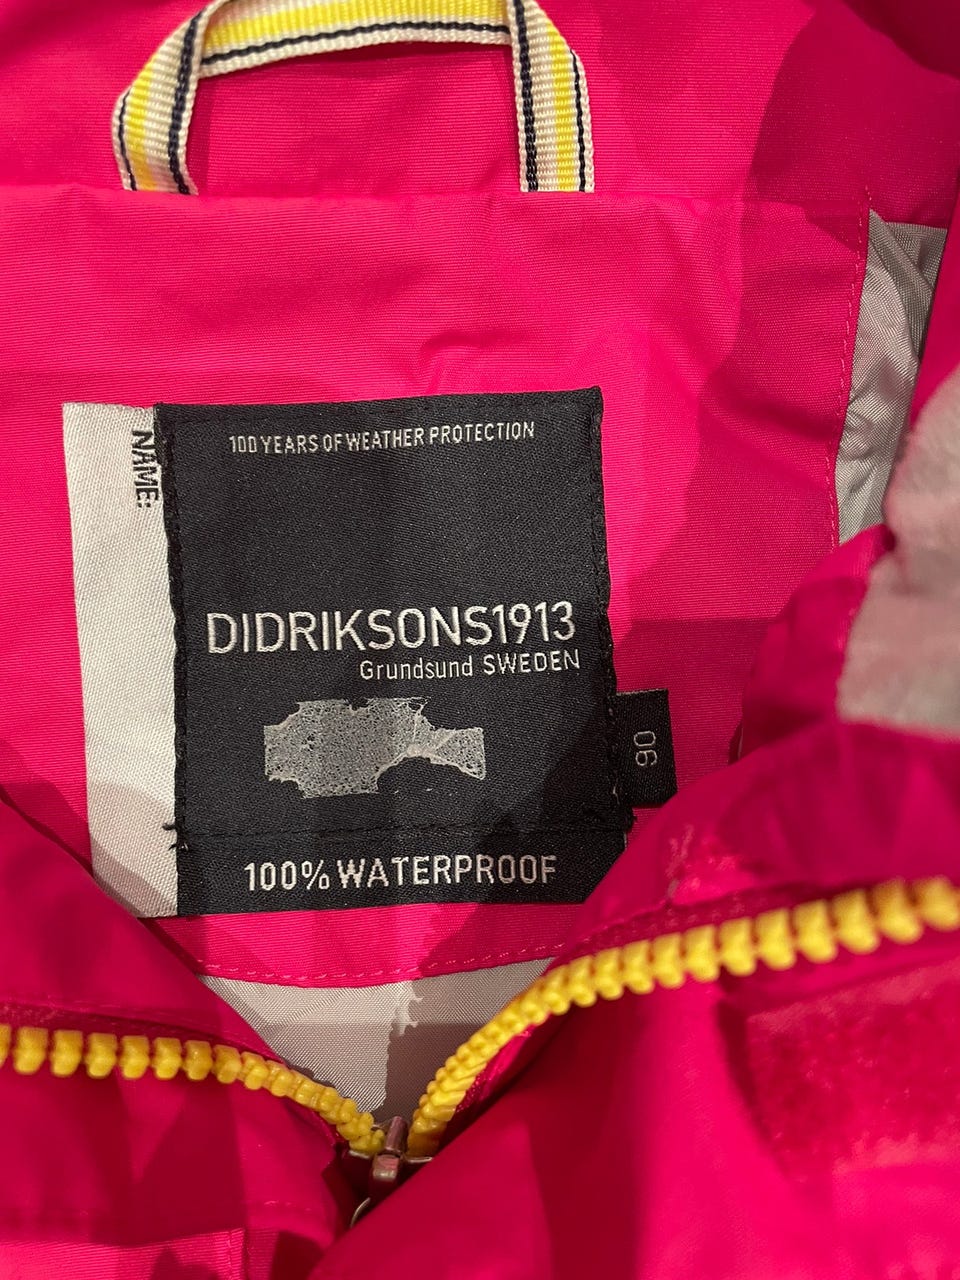 100 YEARS OF WEATHER PROTECTION
NAME:
DIDRIKSONS1913
Grundsund SWEDEN
90
100% WATERPROOF